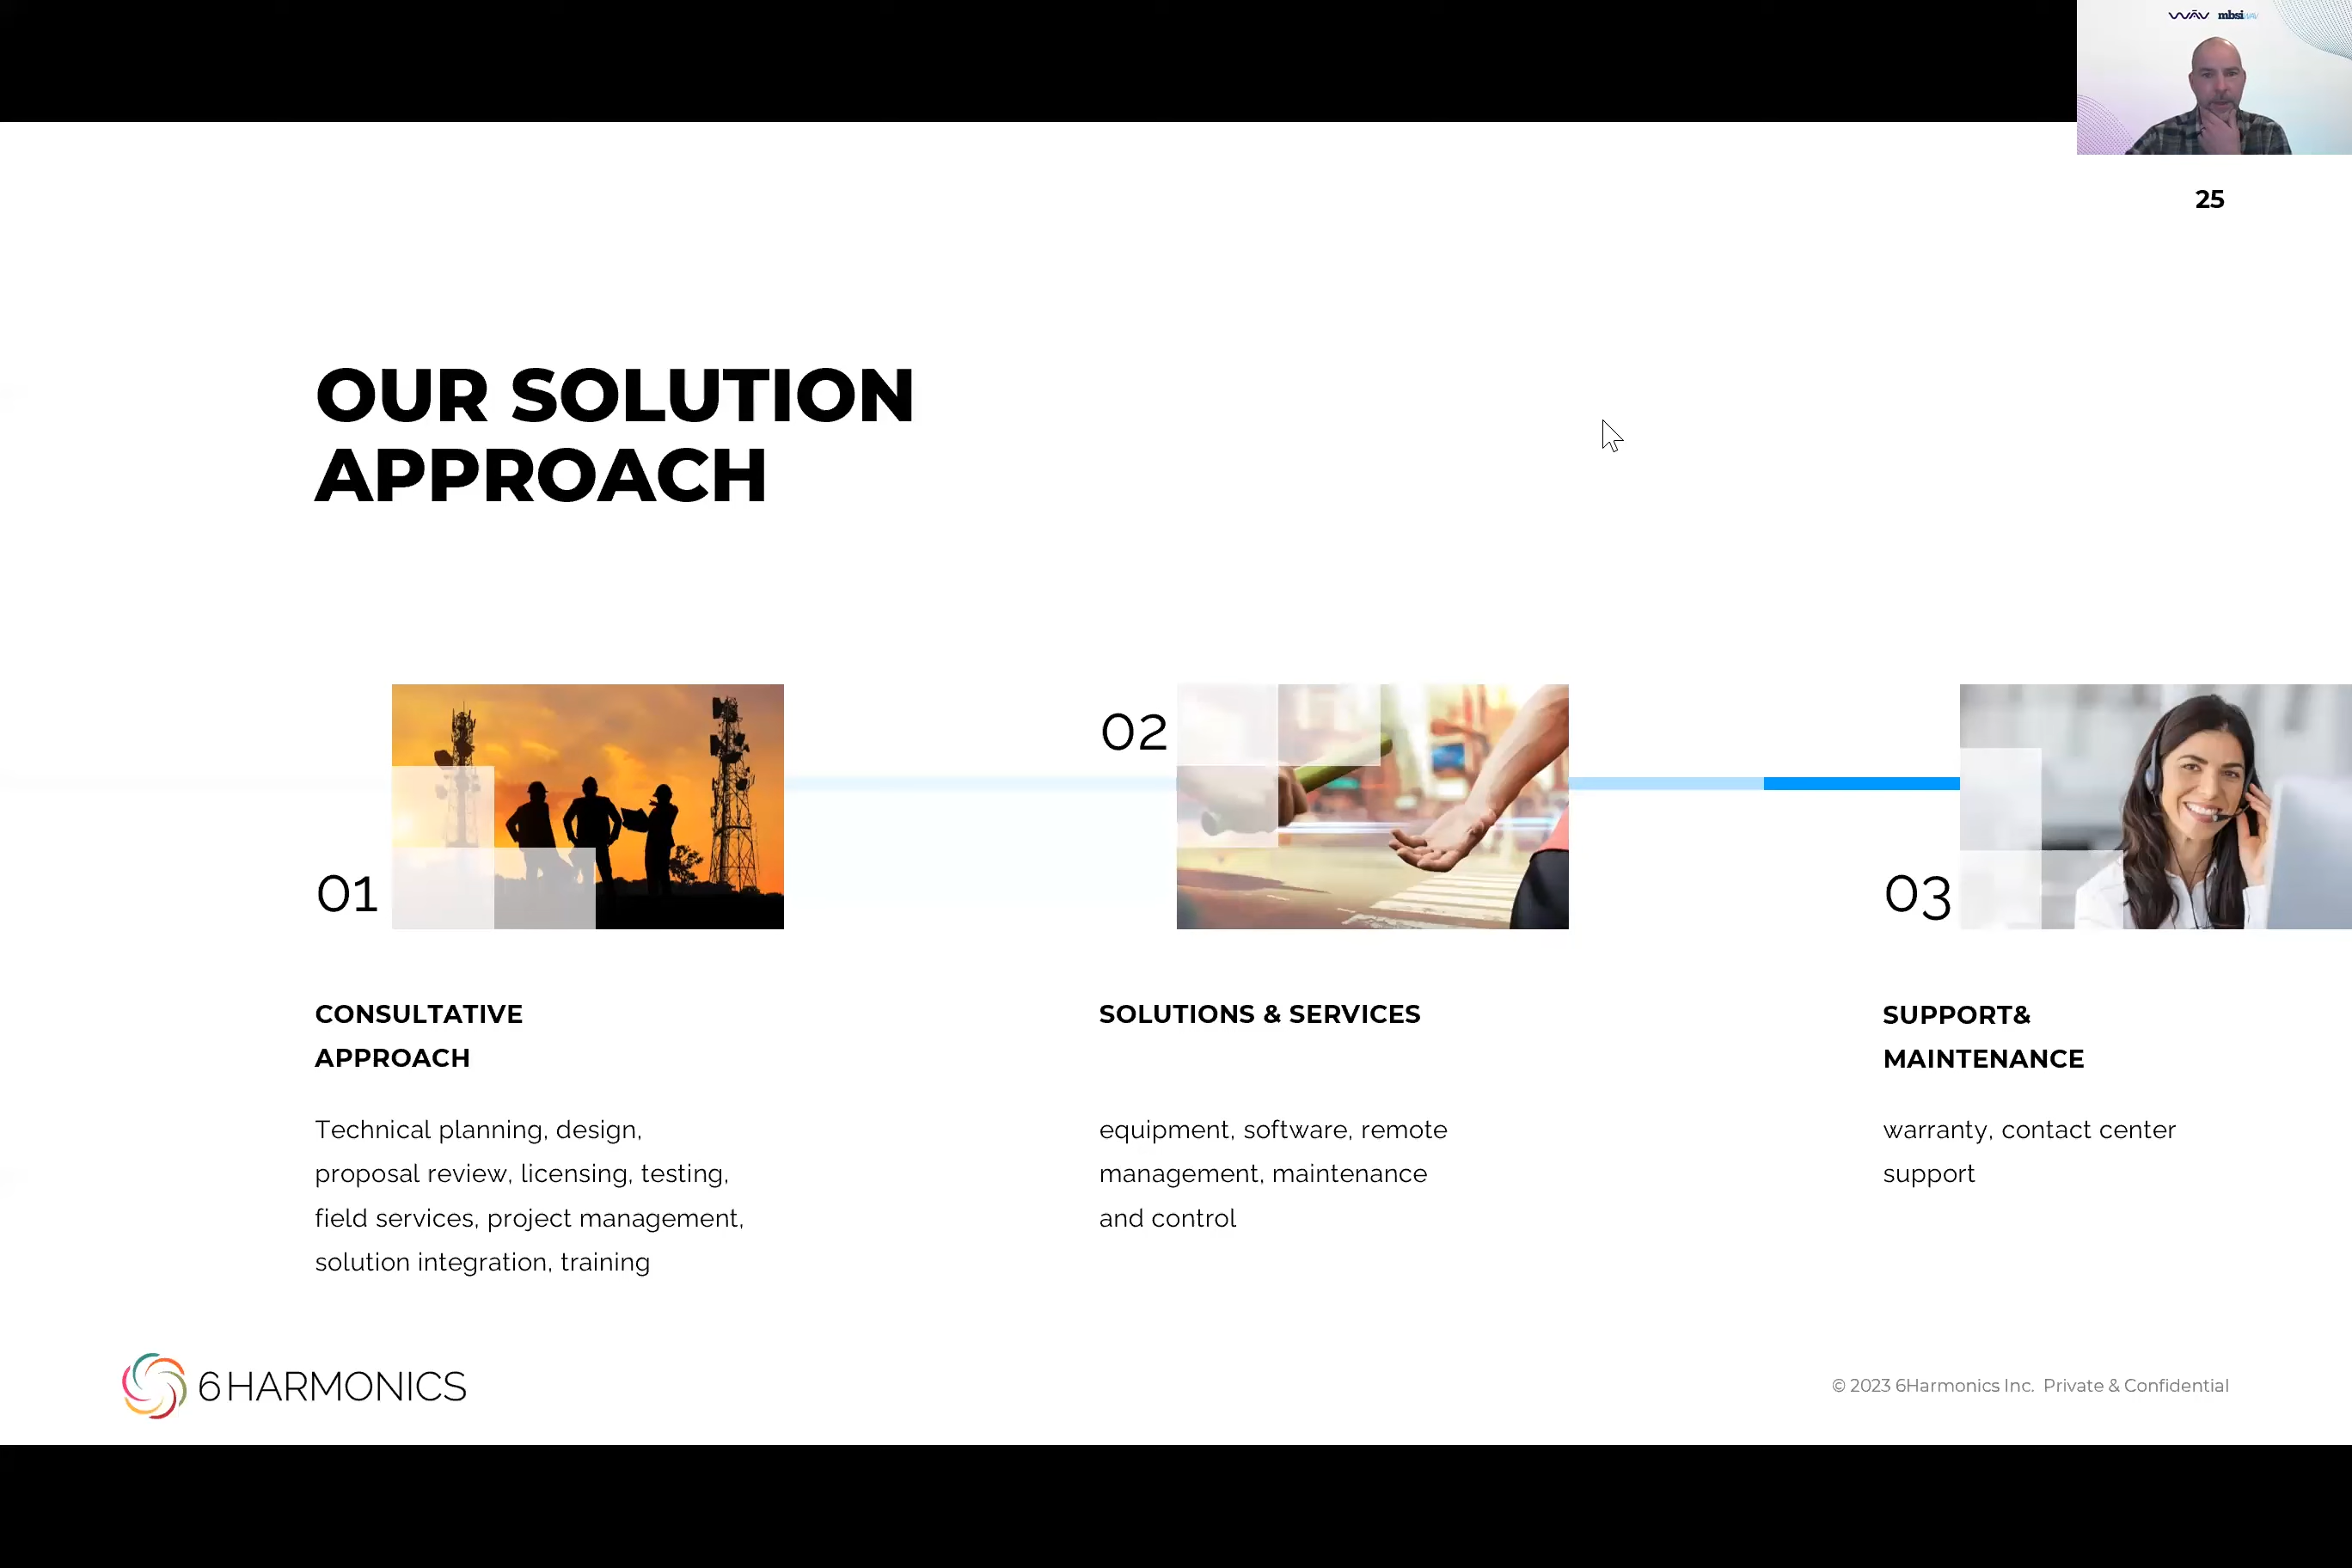 WAV mbsiWAV
25
OUR SOLUTION
APPROACH
01
02
03
CONSULTATIVE
APPROACH
Technical planning, design,
proposal review, licensing, testing,
field services, project management,
solution integration, training
SOLUTIONS & SERVICES
equipment, software, remote
management, maintenance
and control
SUPPORT&
MAINTENANCE
warranty, contact center
support
6HARMONICS
© 2023 6Harmonics Inc. Private & Confidential